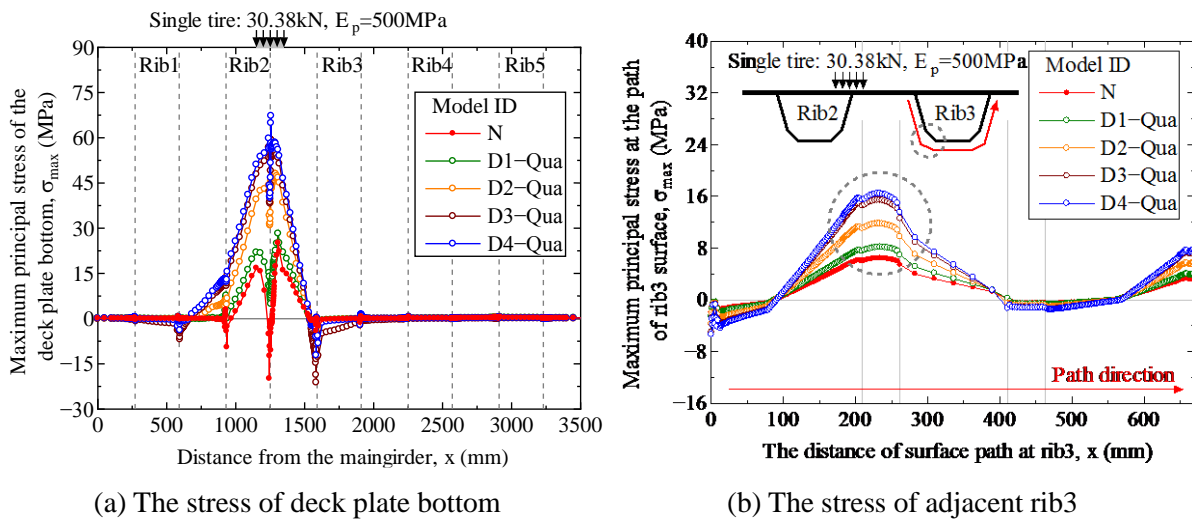 Single tire: 30.38kN, E_p=500MPa
Maximum principal stress of the
deck plate bottom, σ_max (MPa)
90
75
60
45
30
15
0
−15
−30
Rib1
Rib2
Rib3
Rib4
Rib5
Model ID
N
D1−Qua
D2−Qua
D3−Qua
D4−Qua
0 500 1000 1500 2000 2500 3000 3500
Distance from the maingirder, x (mm)
(a) The stress of deck plate bottom
Maximum principal stress at the path
of rib3 surface, σ_max (MPa)
40
32
24
16
8
0
−8
−16
Single tire: 30.38kN, E_p=500MPa
Rib2
Rib3
Model ID
N
D1−Qua
D2−Qua
D3−Qua
D4−Qua
Path direction
0 100 200 300 400 500 600
The distance of surface path at rib3, x (mm)
(b) The stress of adjacent rib3